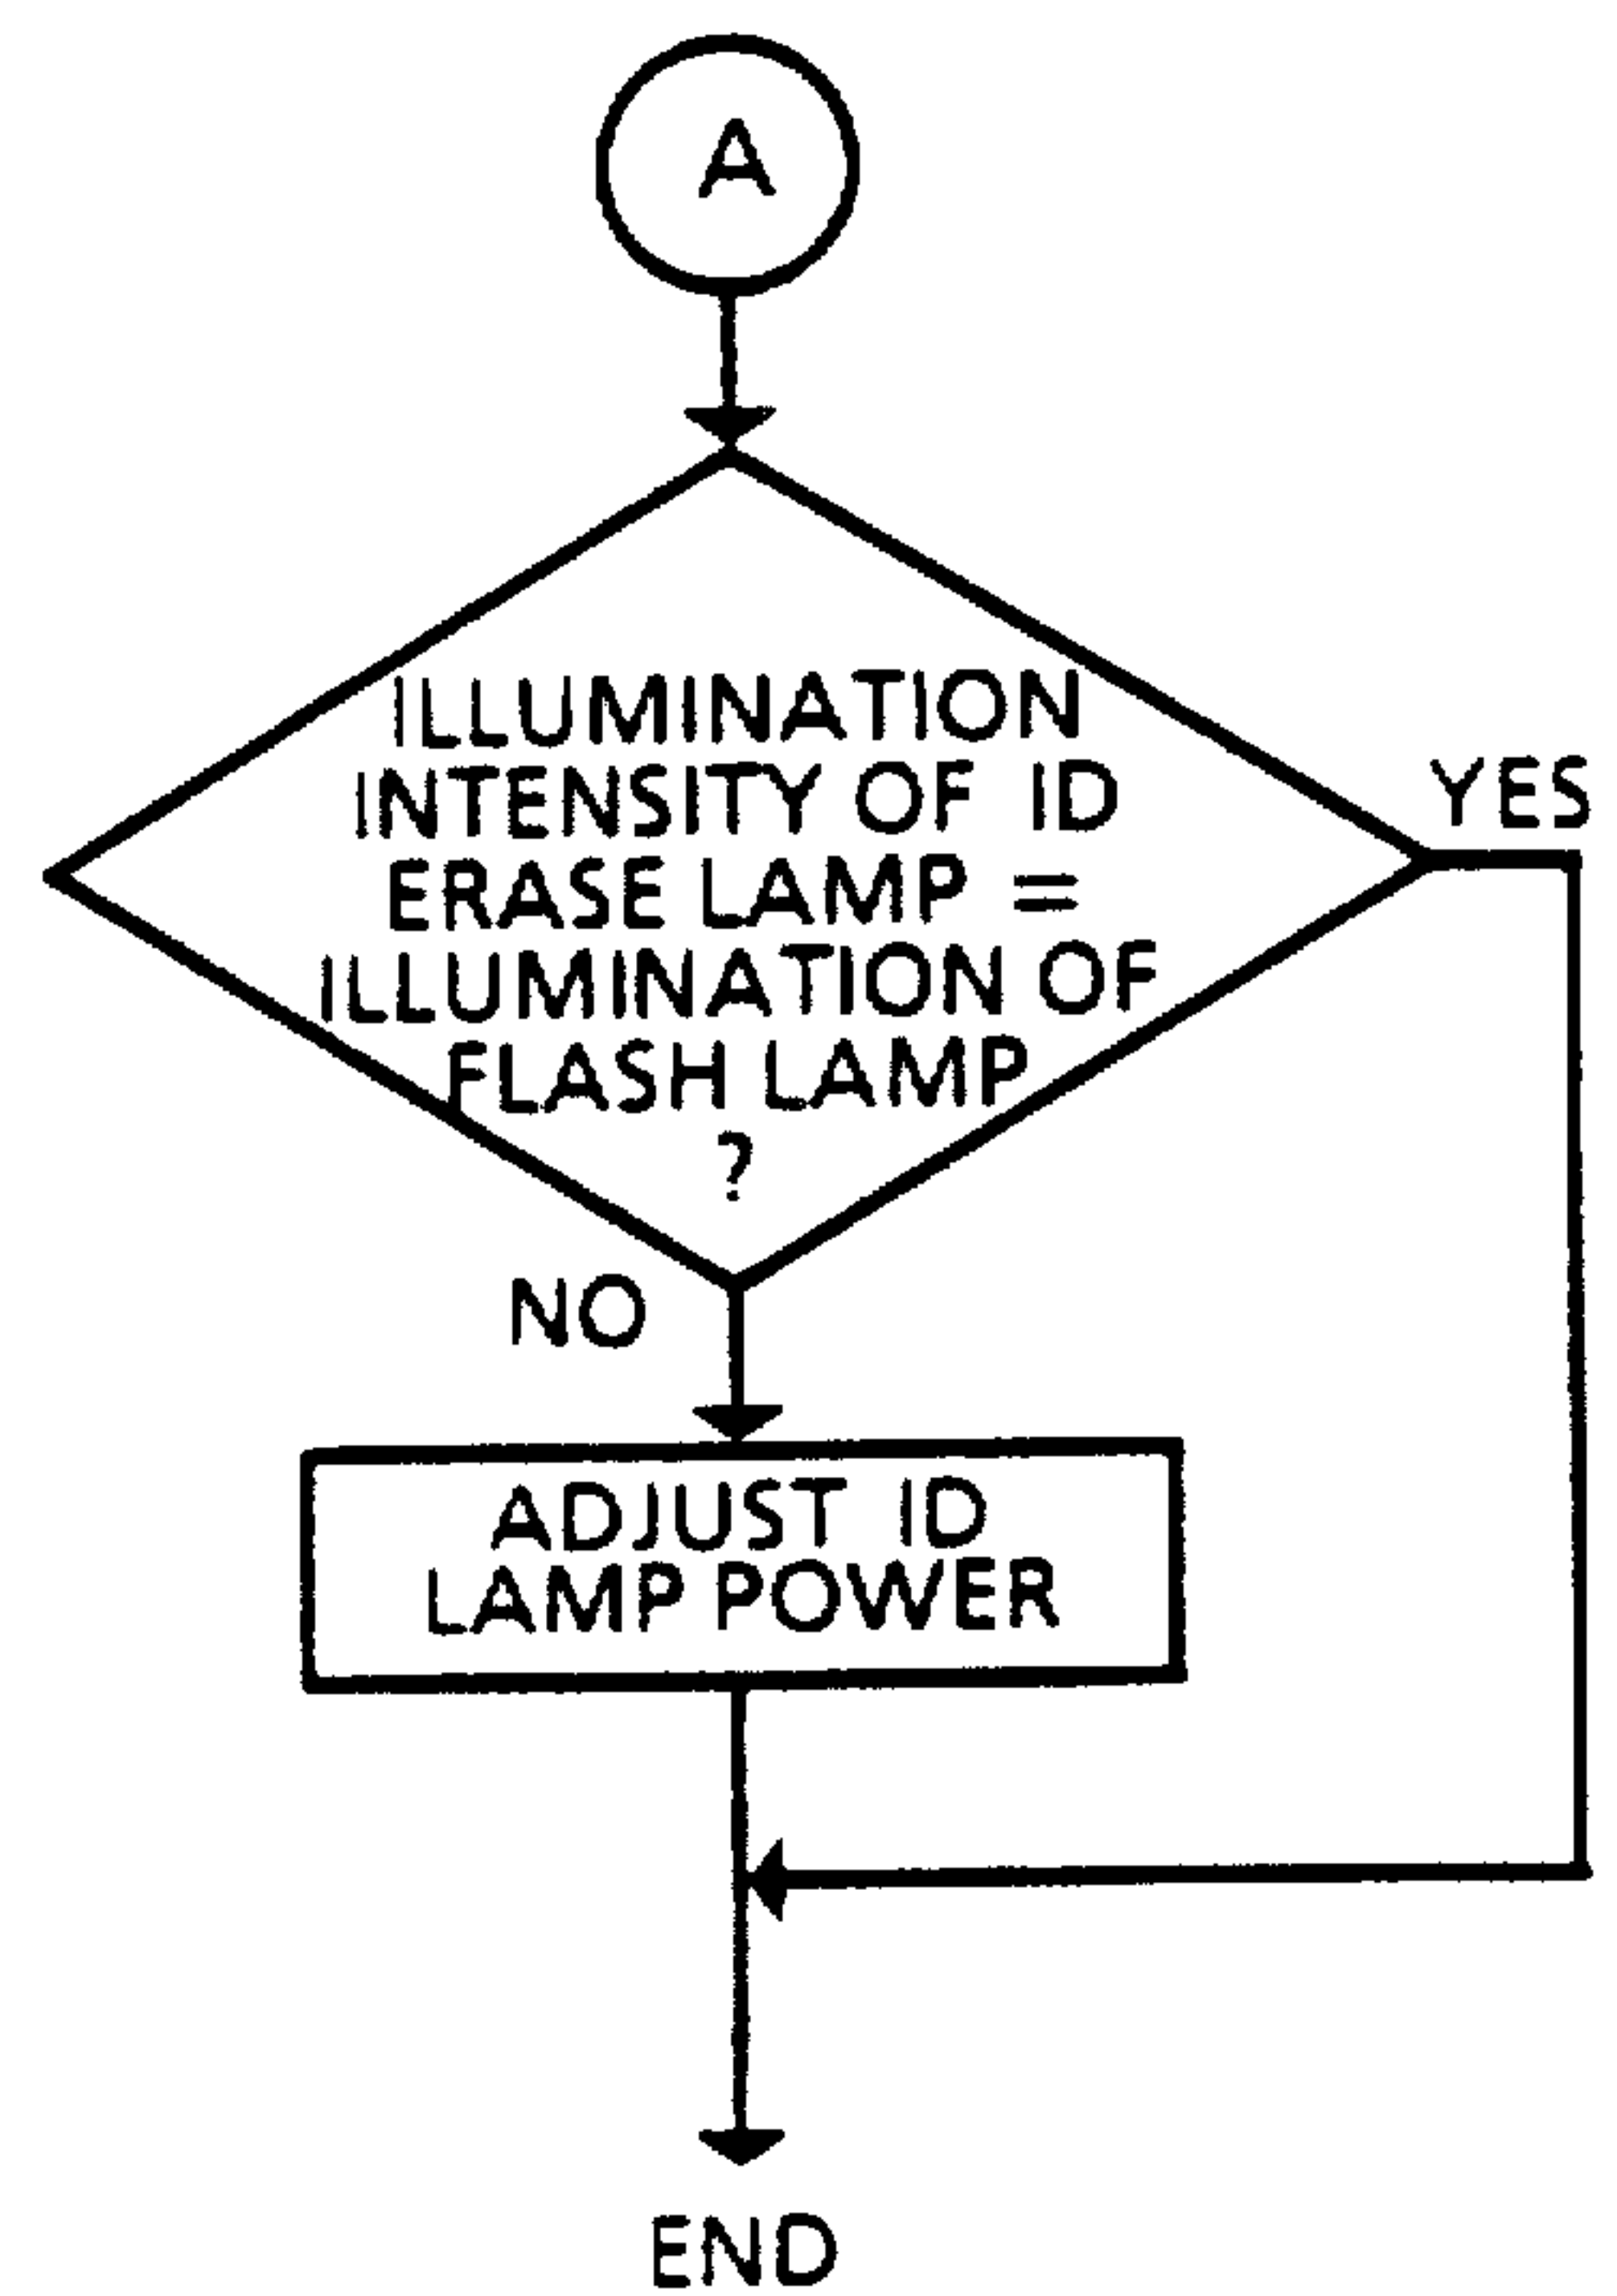 A
ILLUMINATION
INTENSITY OF ID
ERASE LAMP =
ILLUMINATION OF
FLASH LAMP
?
YES
NO
ADJUST ID
LAMP POWER
END